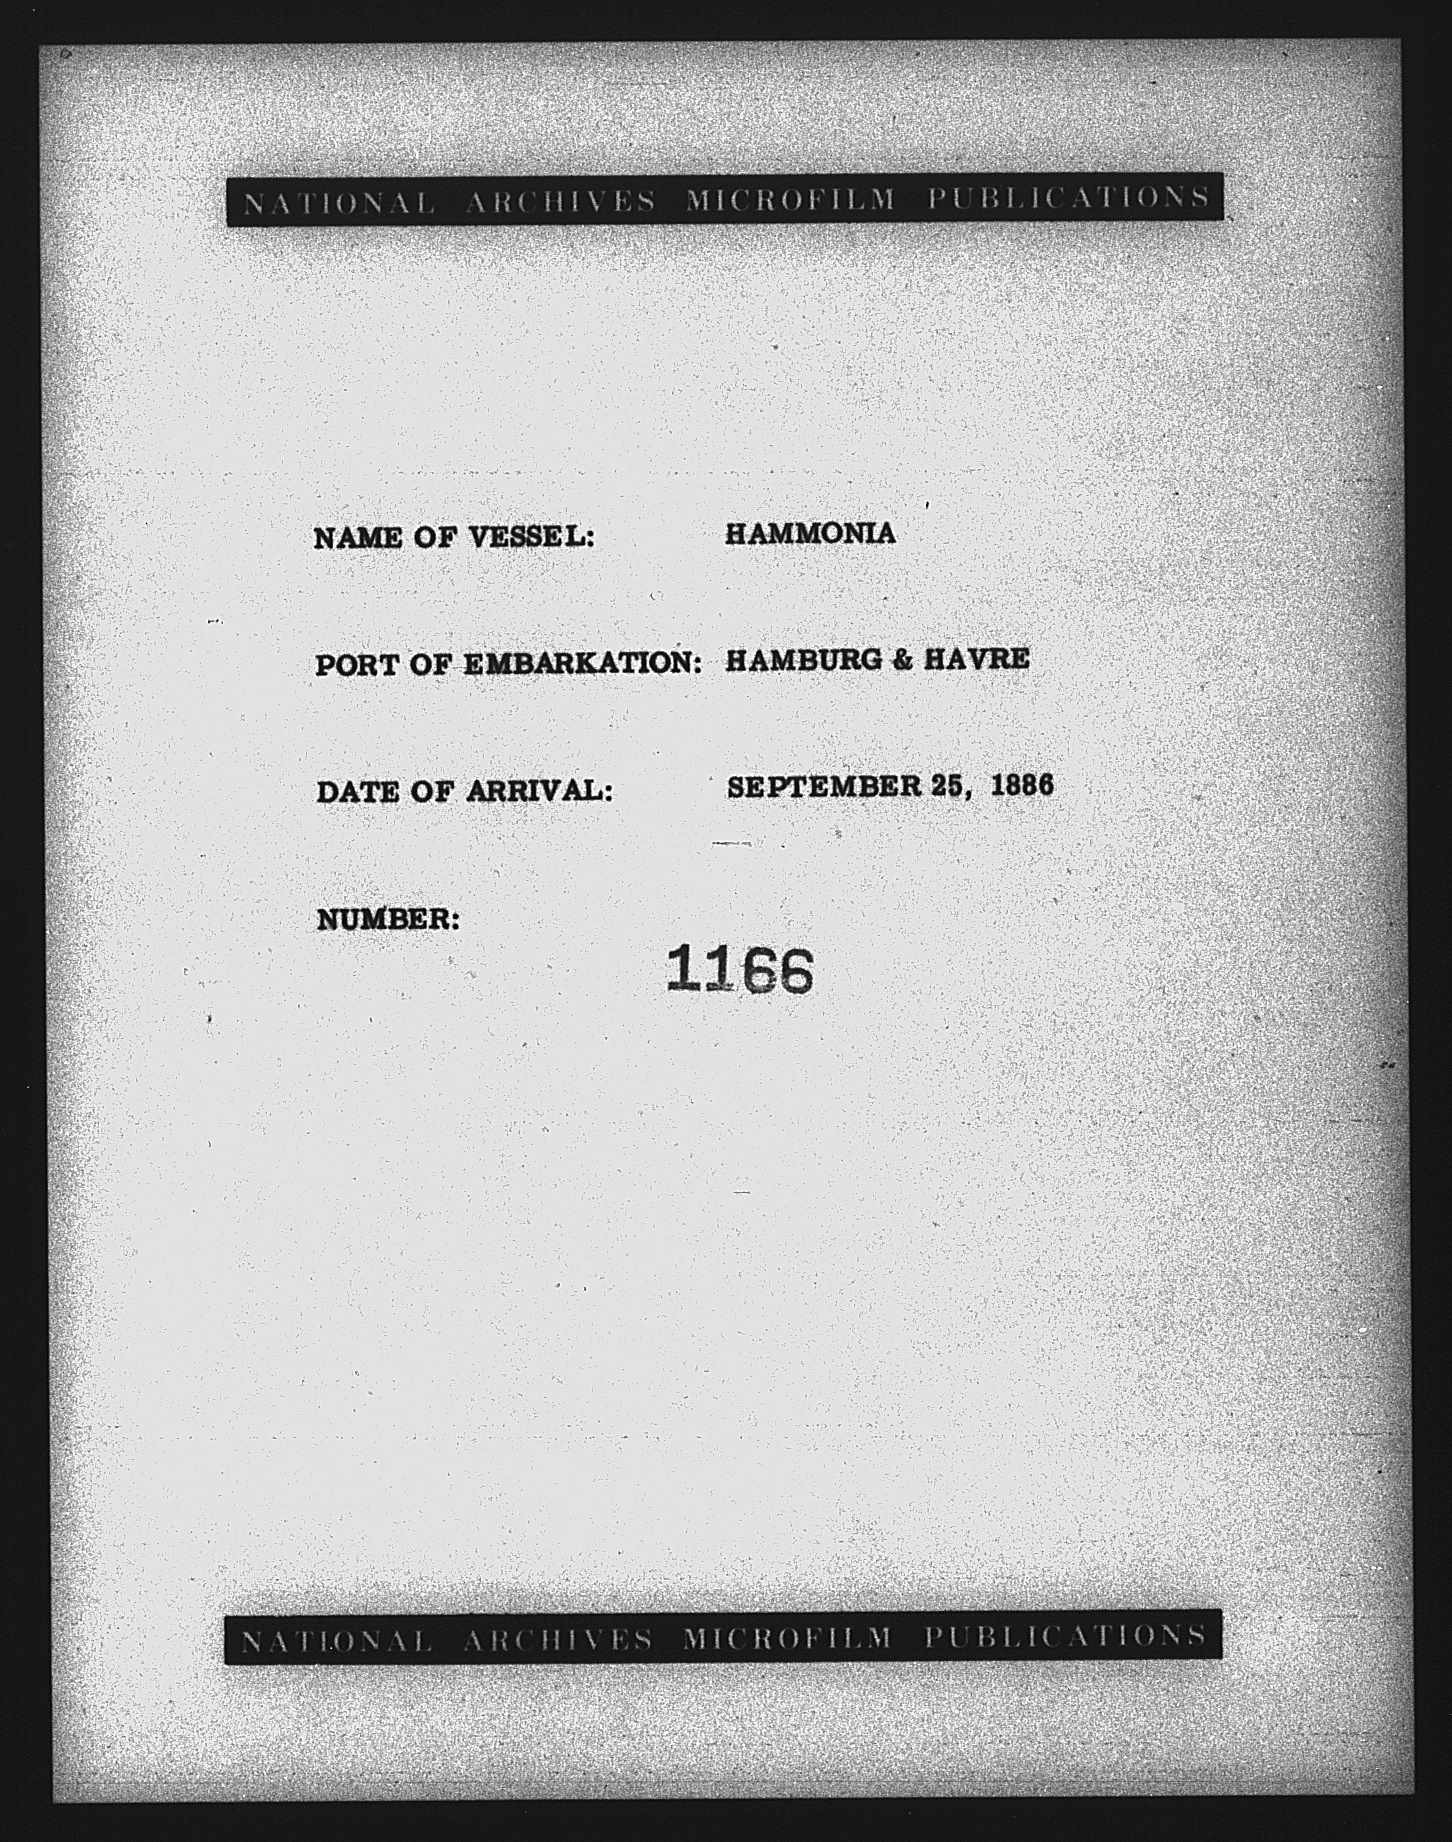 NATIONAL ARCHIVES MICROFILM PUBLICATIONS
NAME OF VESSEL: HAMMONIA
PORT OF EMBARKATION: HAMBURG & HAVRE
DATE OF ARRIVAL: SEPTEMBER 25, 1886
NUMBER:
1166
NATIONAL ARCHIVES MICROFILM PUBLICATIONS